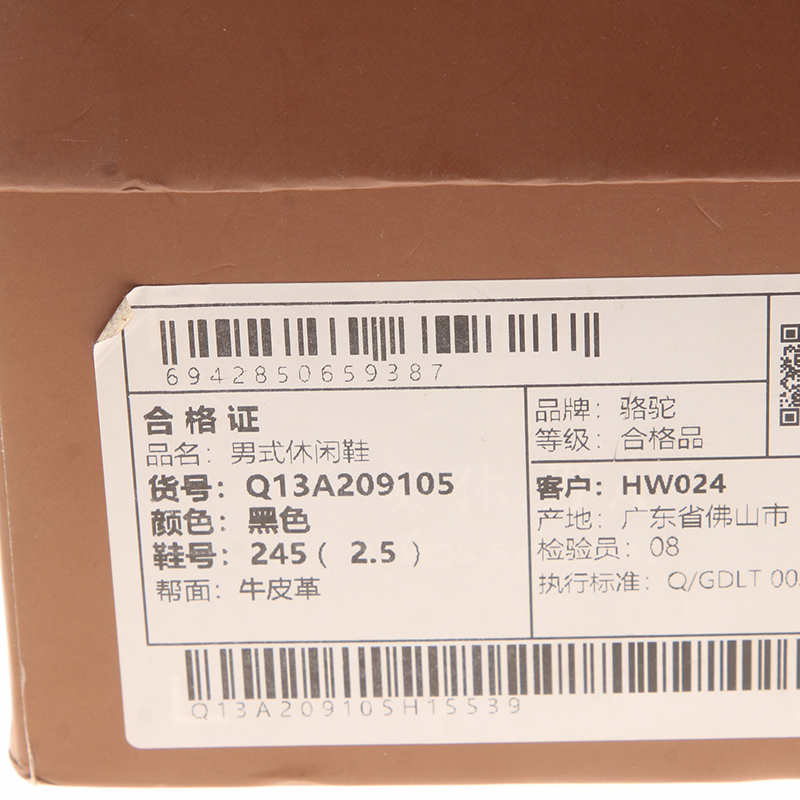 6942850659387
合格证
品名：男式休闲鞋
货号：Q13A209105
颜色：黑色
鞋号：245（ 2.5 ）
帮面：牛皮革
品牌：骆驼
等级：合格品
客户：HW024
产地：广东省佛山市
检验员：08
执行标准：Q/GDLT 00
Q13A209105H15539